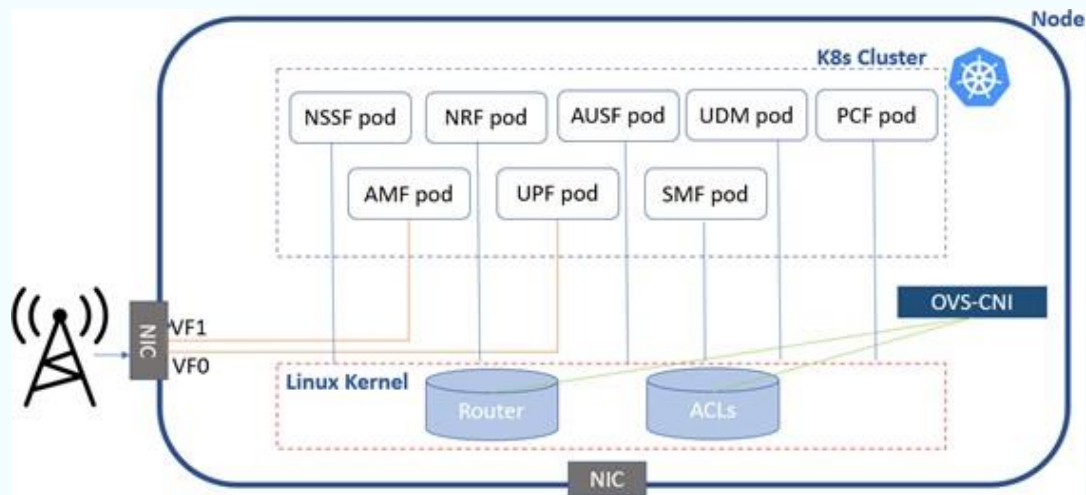 Node
K8s Cluster
NSSF pod
NRF pod
AUSF pod
UDM pod
PCF pod
AMF pod
UPF pod
SMF pod
OVS-CNI
NIC
VF1
VF0
Linux Kernel
Router
ACLs
NIC